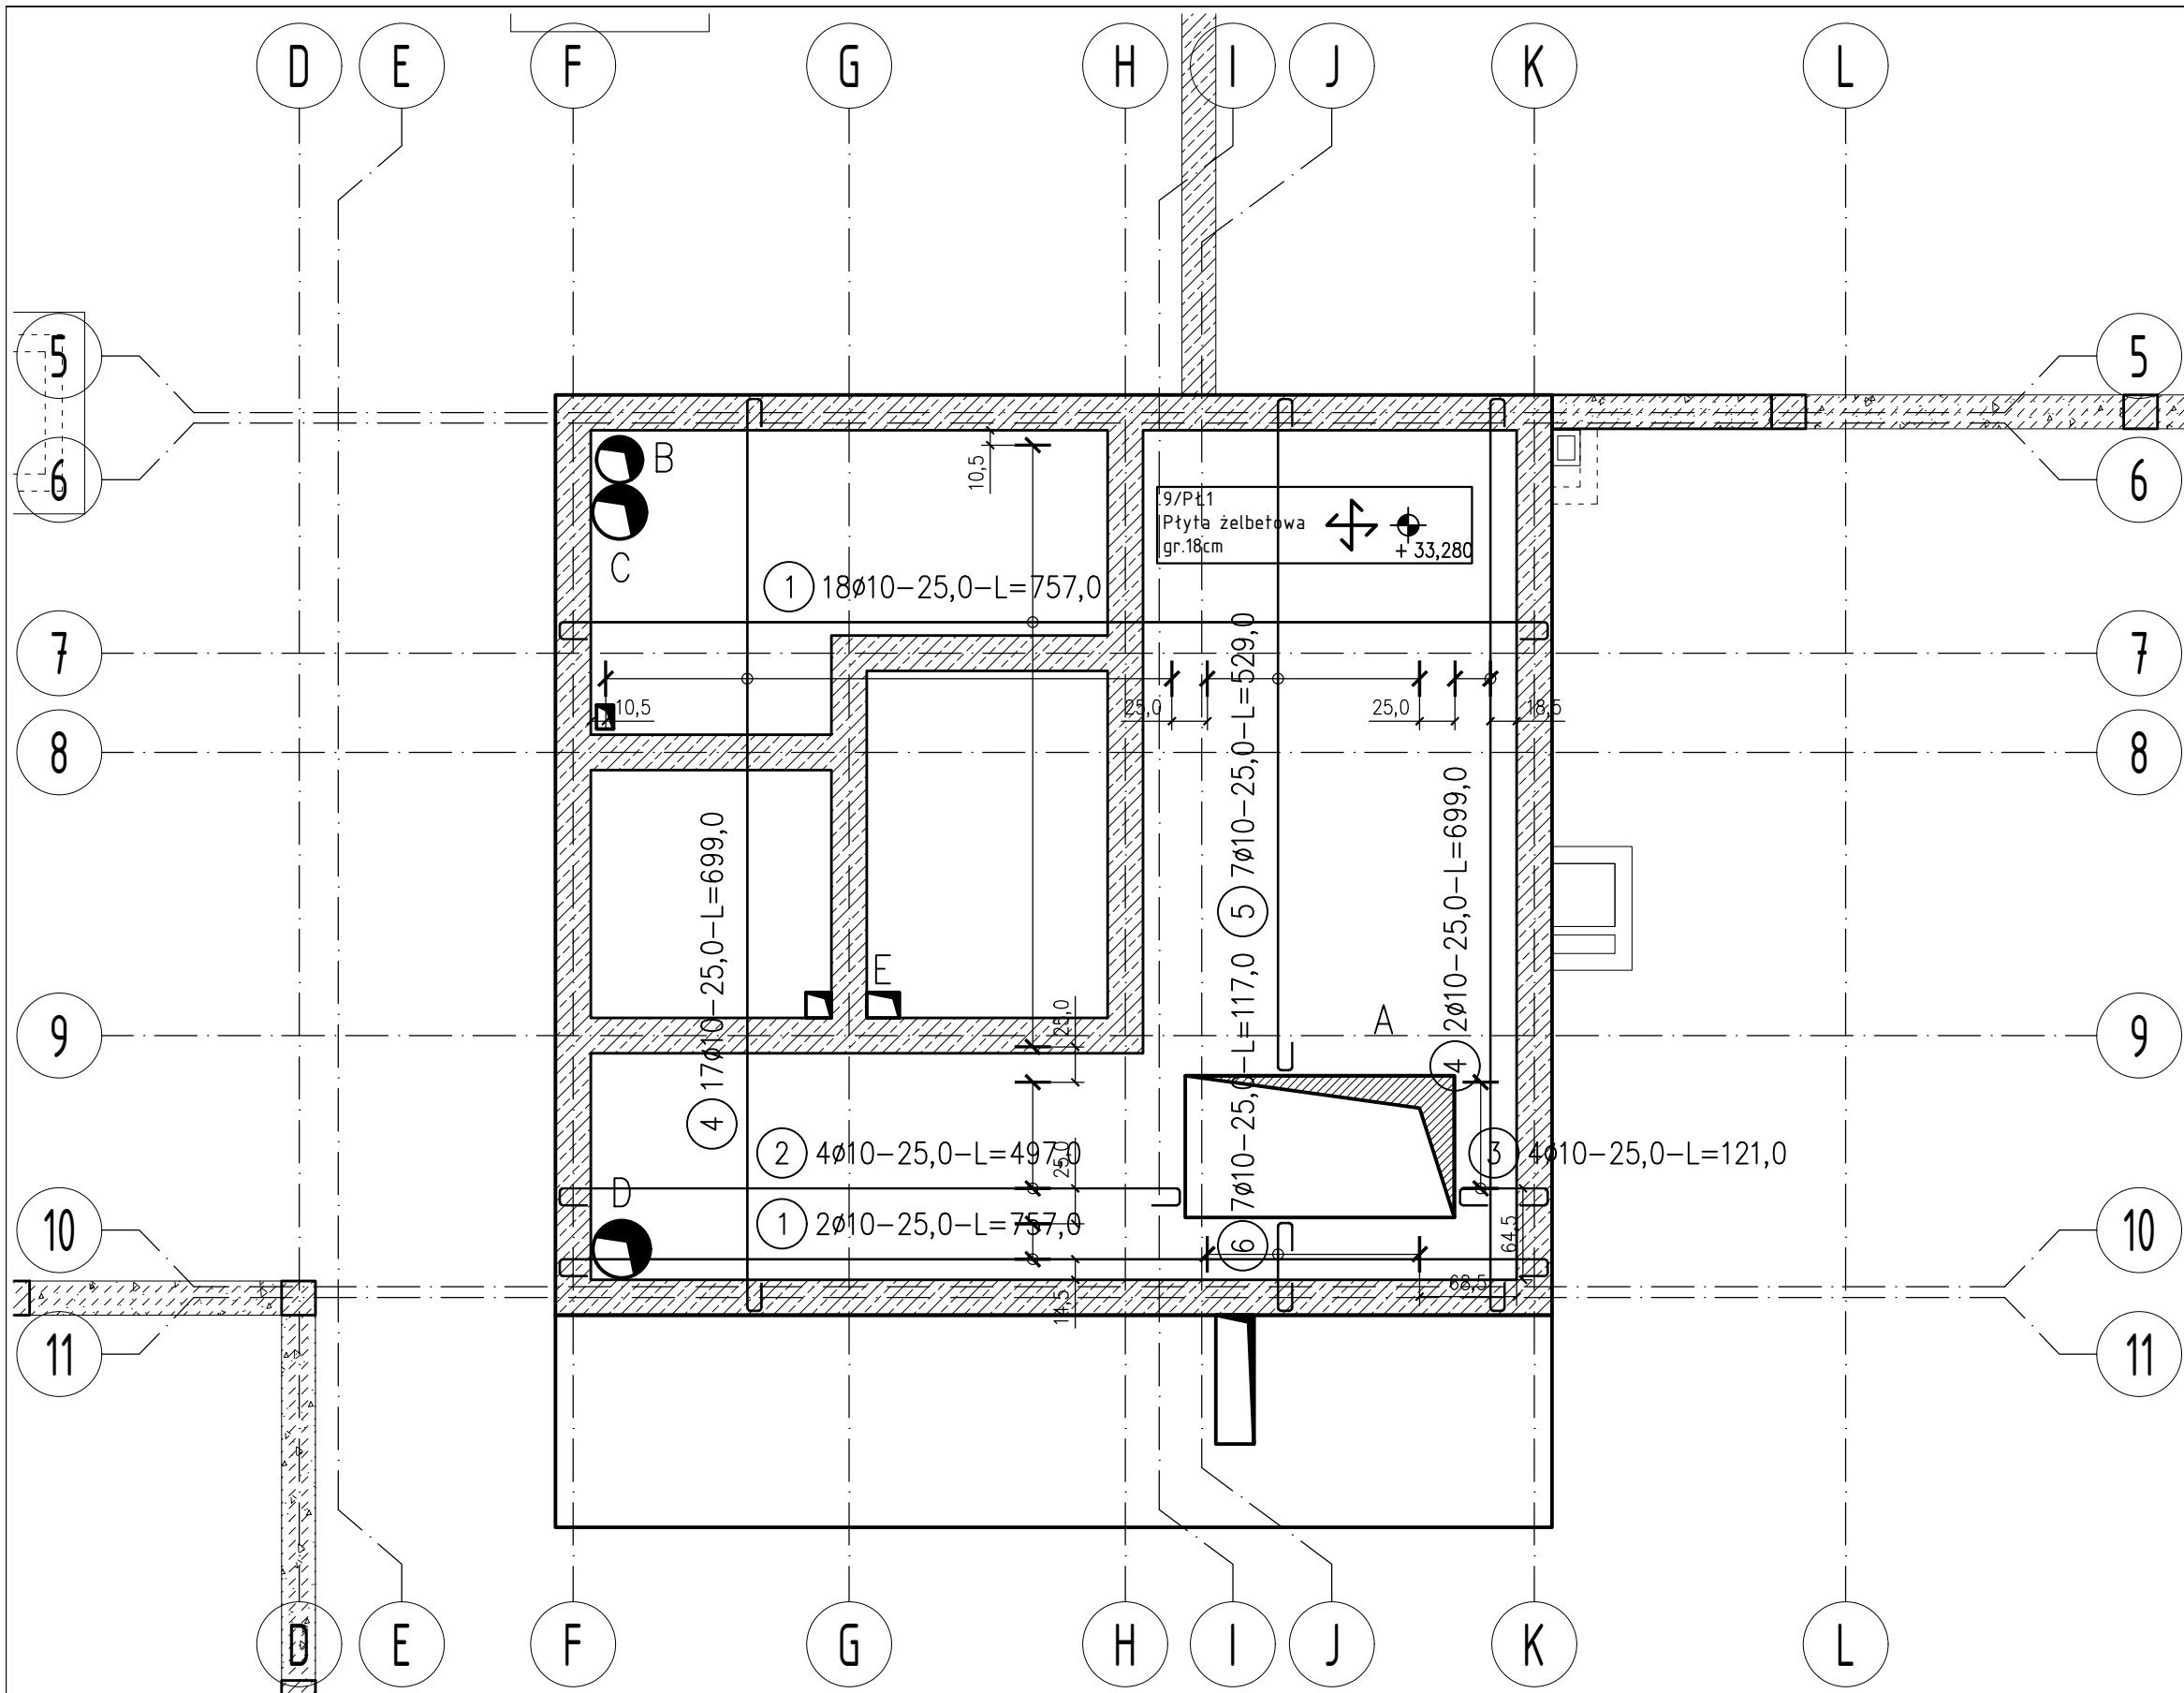 D E F G H I J K L
5 5
6 6
B
10,5
9/PŁ1
Płyta żelbetowa
gr.18cm
+ 33,280
C
1 18ø10-25,0-L=757,0
7 7
10,5 25,0 25,0 18,5
8 8
5 7ø10-25,0-L=529,0
4 17ø10-25,0-L=699,0
4 2ø10-25,0-L=699,0
E
A
25,0
9 9
6 7ø10-25,0-L=117,0
2 4ø10-25,0-L=497,0
25,0
3 4ø10-25,0-L=121,0
D
1 2ø10-25,0-L=757,0
64,5
10 10
68,5
14,5
11 11
D E F G H I J K L